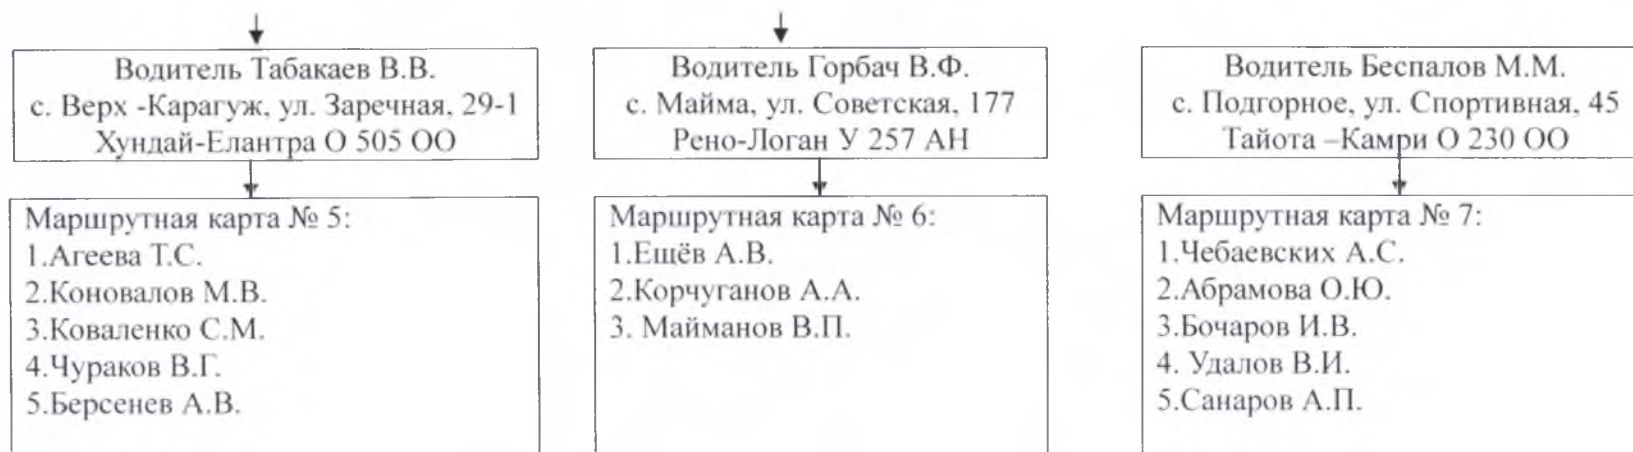 Водитель Табакаев В.В.
с. Верх -Карагуж, ул. Заречная, 29-1
Хундай-Елантра О 505 ОО
Маршрутная карта № 5:
1.Агеева Т.С.
2.Коновалов М.В.
3.Коваленко С.М.
4.Чураков В.Г.
5.Берсенев А.В.
Водитель Горбач В.Ф.
с. Майма, ул. Советская, 177
Рено-Логан У 257 АН
Маршрутная карта № 6:
1.Ещёв А.В.
2.Корчуганов А.А.
3. Майманов В.П.
Водитель Беспалов М.М.
с. Подгорное, ул. Спортивная, 45
Тайота –Камри О 230 ОО
Маршрутная карта № 7:
1.Чебаевских А.С.
2.Абрамова О.Ю.
3.Бочаров И.В.
4. Удалов В.И.
5.Санаров А.П.